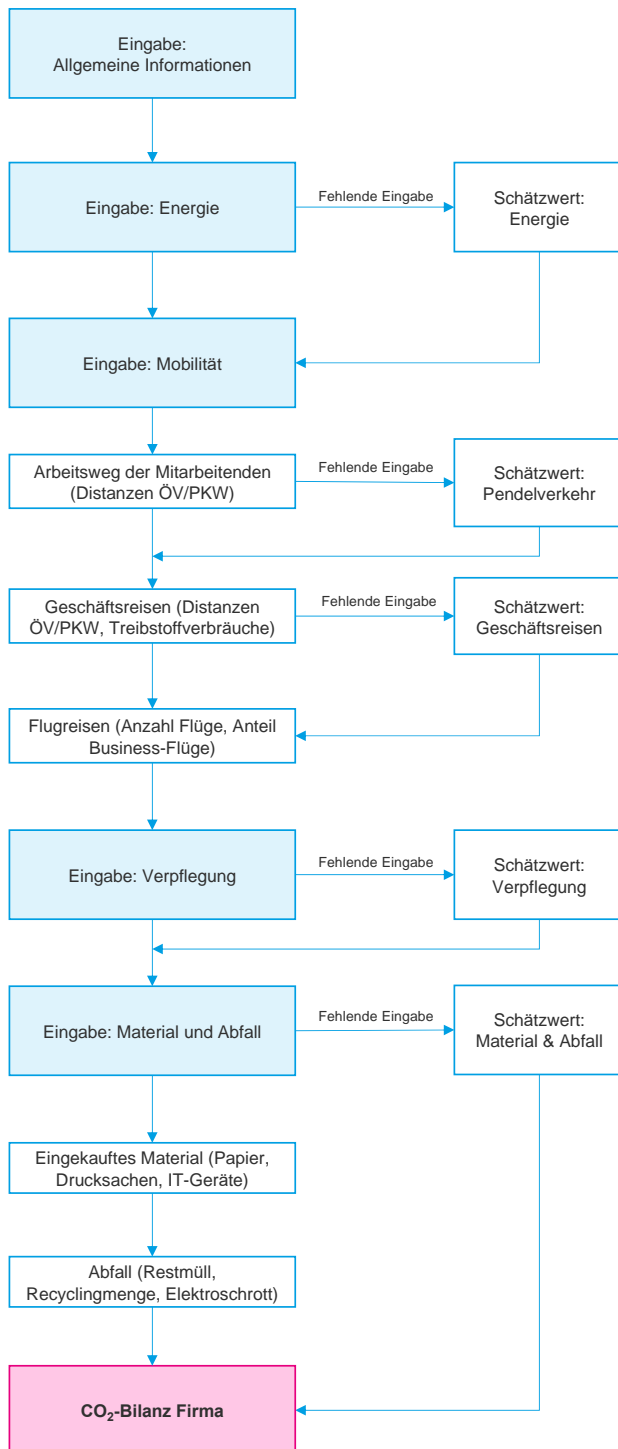 Eingabe:
Allgemeine Informationen
Eingabe: Energie
Fehlende Eingabe
Schätzwert:
Energie
Eingabe: Mobilität
Arbeitsweg der Mitarbeitenden
(Distanzen ÖV/PKW)
Fehlende Eingabe
Schätzwert:
Pendelverkehr
Geschäftsreisen (Distanzen
ÖV/PKW, Treibstoffverbräuche)
Fehlende Eingabe
Schätzwert:
Geschäftsreisen
Flugreisen (Anzahl Flüge, Anteil
Business-Flüge)
Eingabe: Verpflegung
Fehlende Eingabe
Schätzwert:
Verpflegung
Eingabe: Material und Abfall
Fehlende Eingabe
Schätzwert:
Material & Abfall
Eingekauftes Material (Papier,
Drucksachen, IT-Geräte)
Abfall (Restmüll,
Recyclingmenge, Elektroschrott)
CO₂-Bilanz Firma